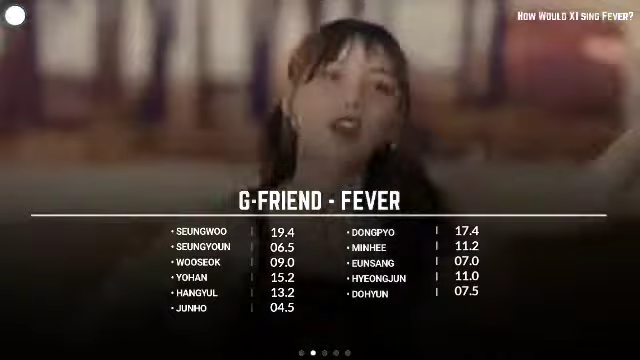 How Would X1 sing Fever?
G-FRIEND - FEVER
• SEUNGWOO | 19.4
• SEUNGYOUN | 06.5
• WOOSEOK | 09.0
• YOHAN | 15.2
• HANGYUL | 13.2
• JUNHO | 04.5
• DONGPYO | 17.4
• MINHEE | 11.2
• EUNSANG | 07.0
• HYEONGJUN | 11.0
• DOHYUN | 07.5